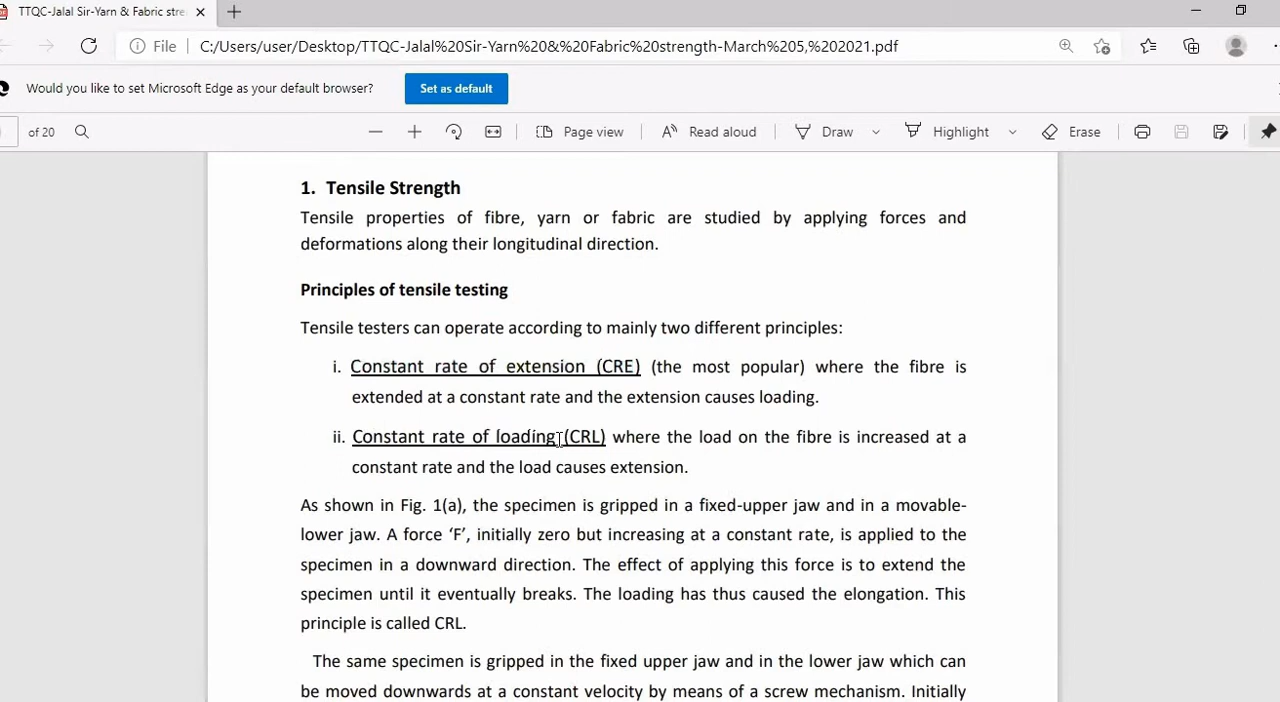 TTQC-Jalal Sir-Yarn & Fabric stre
File
C:/Users/user/Desktop/TTQC-Jalal%20Sir-Yarn%20&%20Fabric%20strength-March%205,%202021.pdf
Would you like to set Microsoft Edge as your default browser?
Set as default
of 20
Page view
Read aloud
Draw
Highlight
Erase
1. Tensile Strength
Tensile properties of fibre, yarn or fabric are studied by applying forces and
deformations along their longitudinal direction.
Principles of tensile testing
Tensile testers can operate according to mainly two different principles:
i. Constant rate of extension (CRE) (the most popular) where the fibre is
extended at a constant rate and the extension causes loading.
ii. Constant rate of loading (CRL) where the load on the fibre is increased at a
constant rate and the load causes extension.
As shown in Fig. 1(a), the specimen is gripped in a fixed-upper jaw and in a movable-
lower jaw. A force ‘F’, initially zero but increasing at a constant rate, is applied to the
specimen in a downward direction. The effect of applying this force is to extend the
specimen until it eventually breaks. The loading has thus caused the elongation. This
principle is called CRL.
The same specimen is gripped in the fixed upper jaw and in the lower jaw which can
be moved downwards at a constant velocity by means of a screw mechanism. Initially